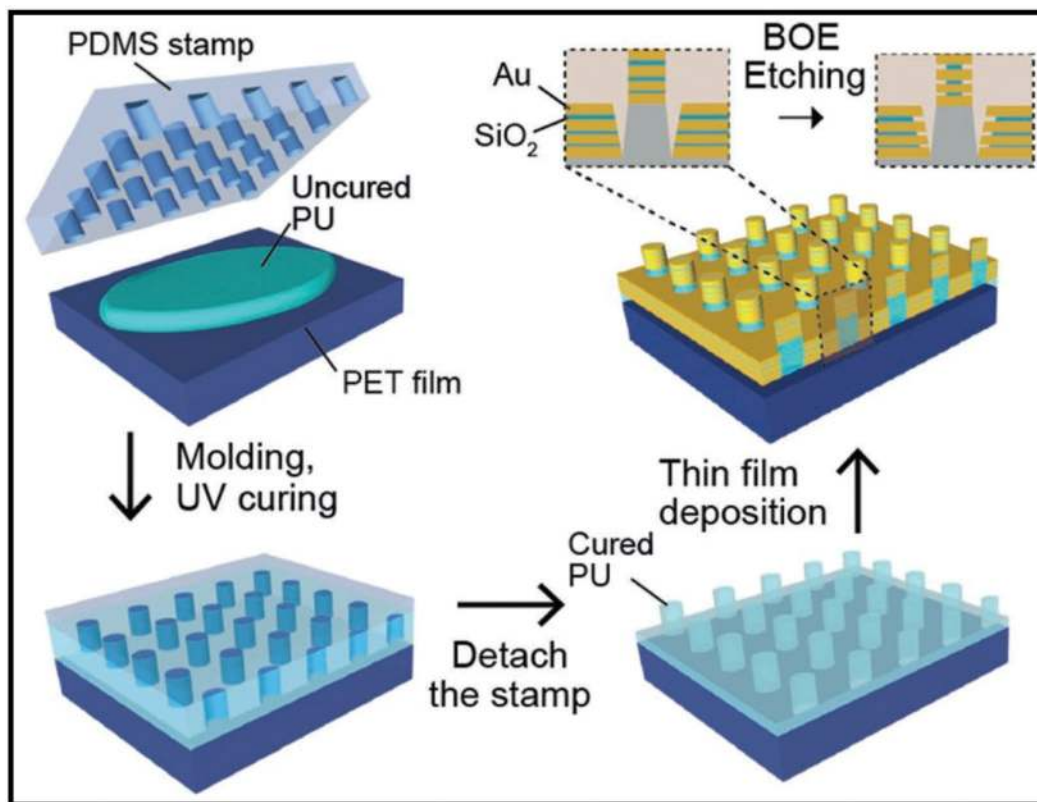 PDMS stamp
Uncured
PU
PET film
Molding,
UV curing
Detach
the stamp
Cured
PU
Thin film
deposition
Au
SiO₂
BOE
Etching